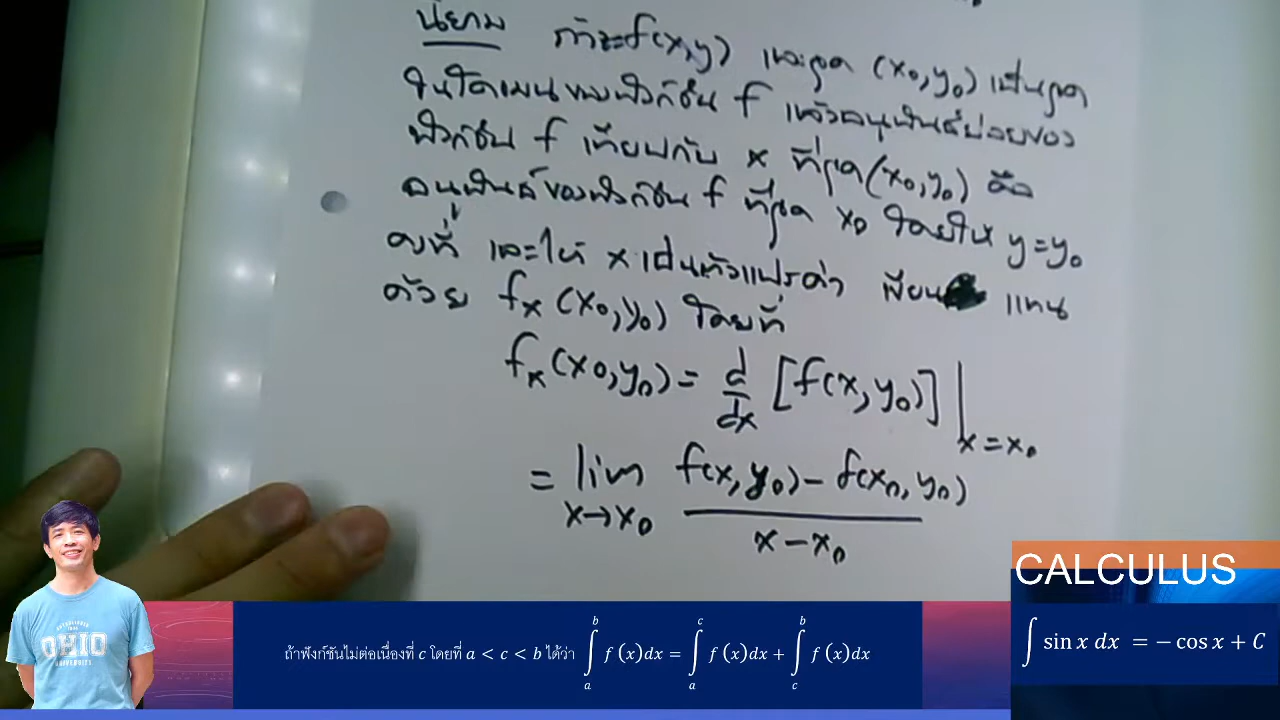 นิยาม ถ้า z=f(x,y) และจุด (x₀,y₀) เป็นจุด
ในโดเมนของฟังก์ชัน f แล้วอนุพันธ์ย่อยของ
ฟังก์ชัน f เทียบกับ x ที่จุด(x₀,y₀) คือ
อนุพันธ์ของฟังก์ชัน f ที่จุด x₀ โดยให้ y=y₀
คงที่ และให้ x เป็นตัวแปรค่า เขียน แทน
ด้วย fₓ(x₀,y₀) โดยที่
fₓ(x₀,y₀) = d/dx [f(x,y₀)] |ₓ₌ₓ₀
= lim x→x₀ (f(x,y₀) − f(x₀,y₀))/(x−x₀)
CALCULUS
∫ sin x dx = − cos x + C
ถ้าฟังก์ชันไม่ต่อเนื่องที่ c โดยที่ a < c < b ได้ว่า ∫ₐᵇ f(x)dx = ∫ₐᶜ f(x)dx + ∫꜀ᵇ f(x)dx
OHIO